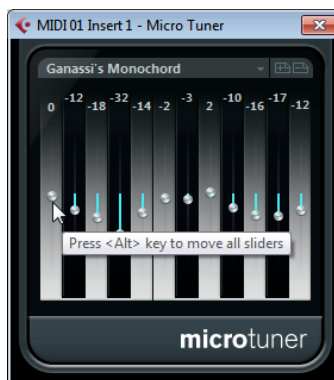 MIDI 01 Insert 1 - Micro Tuner
Ganassi's Monochord
0 -12 -18 -32 -14 -2 -3 2 -10 -16 -17 -12
Press <Alt> key to move all sliders
microtuner